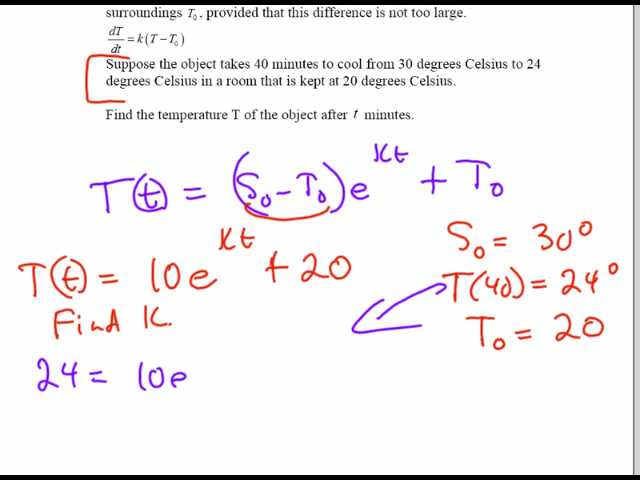 surroundings T₀, provided that this difference is not too large.
dT/dt = k(T−T₀)
Suppose the object takes 40 minutes to cool from 30 degrees Celsius to 24
degrees Celsius in a room that is kept at 20 degrees Celsius.
Find the temperature T of the object after t minutes.
T(t) = (S₀ − T₀)e^Kt + T₀
S₀ = 30°
T(t) = 10e^Kt + 20
T(40) = 24°
Find K.
T₀ = 20
24 = 10e